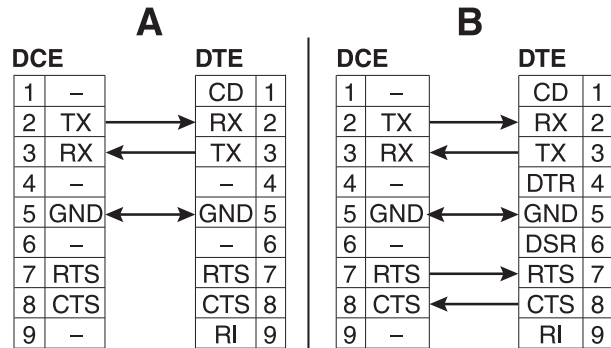 A B
DCE DTE DCE DTE
1 – CD 1 1 – CD 1
2 TX RX 2 2 TX RX 2
3 RX TX 3 3 RX TX 3
4 – – 4 4 – DTR 4
5 GND GND 5 5 GND GND 5
6 – – 6 6 – DSR 6
7 RTS RTS 7 7 RTS RTS 7
8 CTS CTS 8 8 CTS CTS 8
9 – RI 9 9 – RI 9